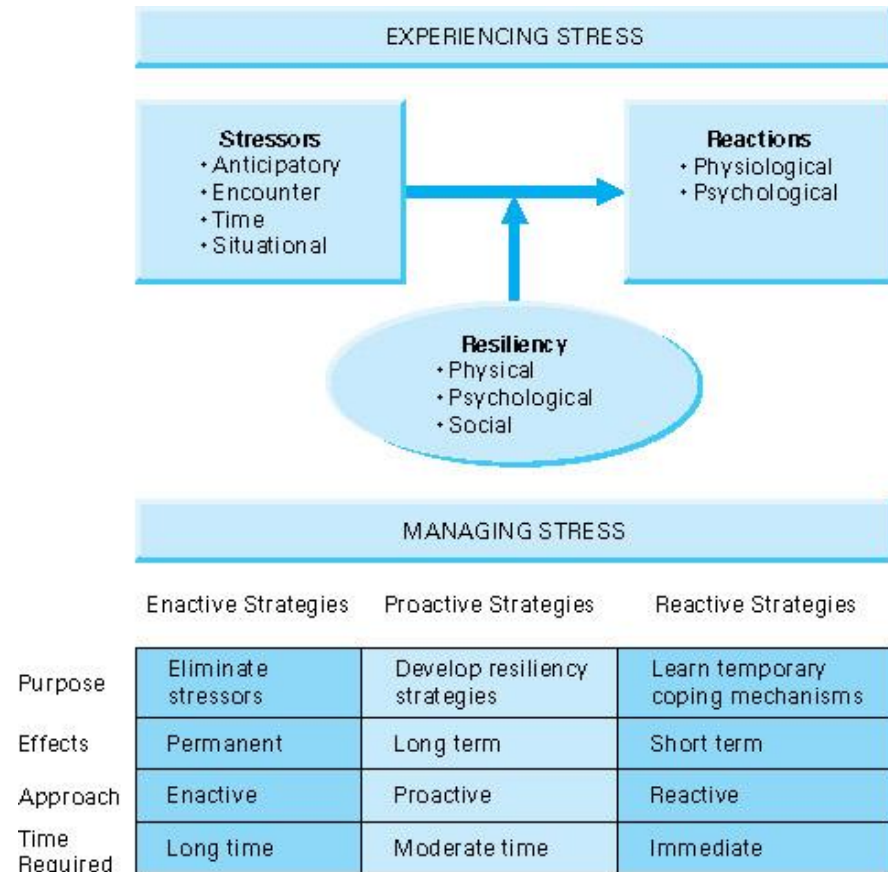 EXPERIENCING STRESS
Stressors
• Anticipatory
• Encounter
• Time
• Situational
Reactions
• Physiological
• Psychological
Resiliency
• Physical
• Psychological
• Social
MANAGING STRESS
Enactive Strategies Proactive Strategies Reactive Strategies
Purpose
Eliminate
stressors
Develop resiliency
strategies
Learn temporary
coping mechanisms
Effects Permanent Long term Short term
Approach Enactive Proactive Reactive
Time
Required
Long time Moderate time Immediate